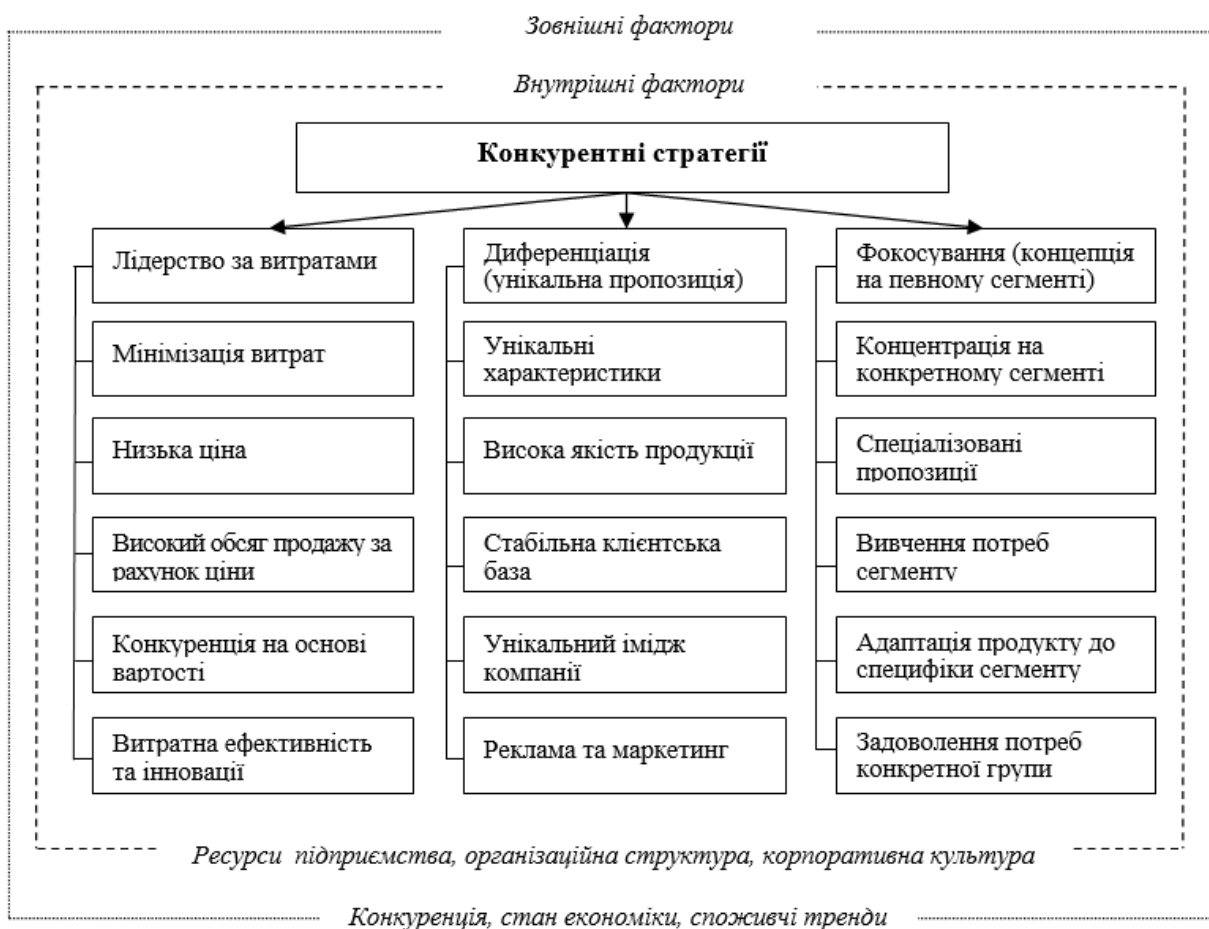 Зовнішні фактори
Внутрішні фактори
Конкурентні стратегії
Лідерство за витратами
Мінімізація витрат
Низька ціна
Високий обсяг продажу за
рахунок ціни
Конкуренція на основі
вартості
Витратна ефективність
та інновації
Диференціація
(унікальна пропозиція)
Унікальні
характеристики
Висока якість продукції
Стабільна клієнтська
база
Унікальний імідж
компанії
Реклама та маркетинг
Фокосування (концепція
на певному сегменті)
Концентрація на
конкретному сегменті
Спеціалізовані
пропозиції
Вивчення потреб
сегменту
Адаптація продукту до
специфіки сегменту
Задоволення потреб
конкретної групи
Ресурси підприємства, організаційна структура, корпоративна культура
Конкуренція, стан економіки, споживчі тренди